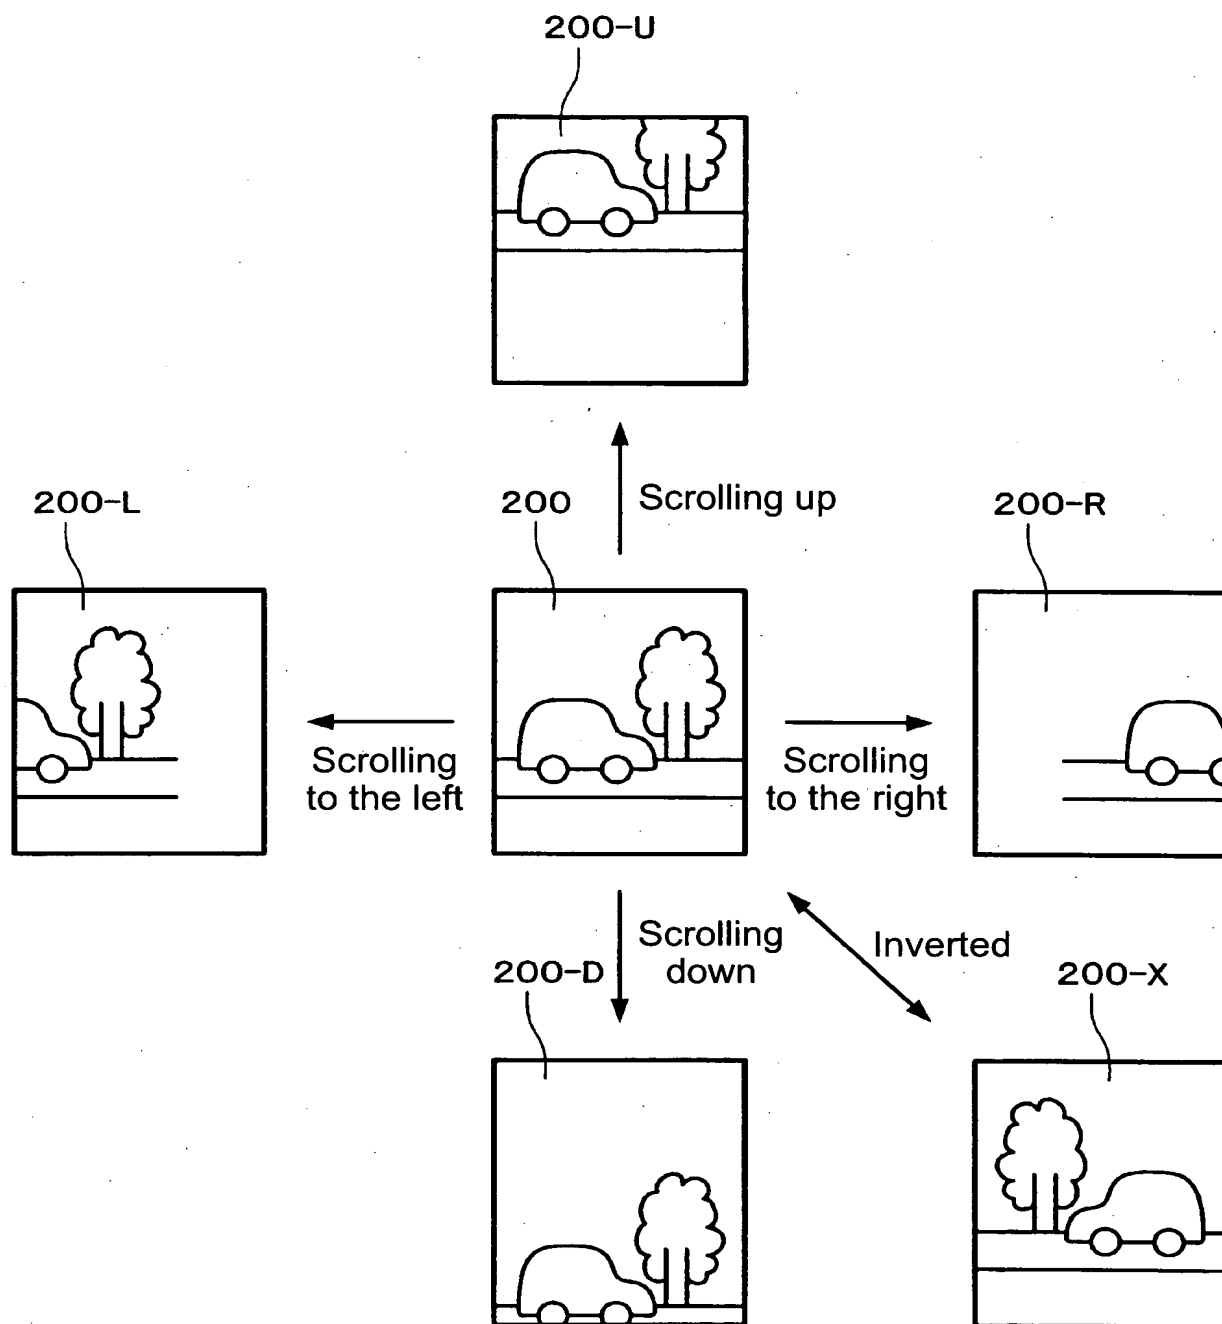 200-U
Scrolling up
200-L
200
200-R
Scrolling
to the left
Scrolling
to the right
Scrolling
down
Inverted
200-D
200-X